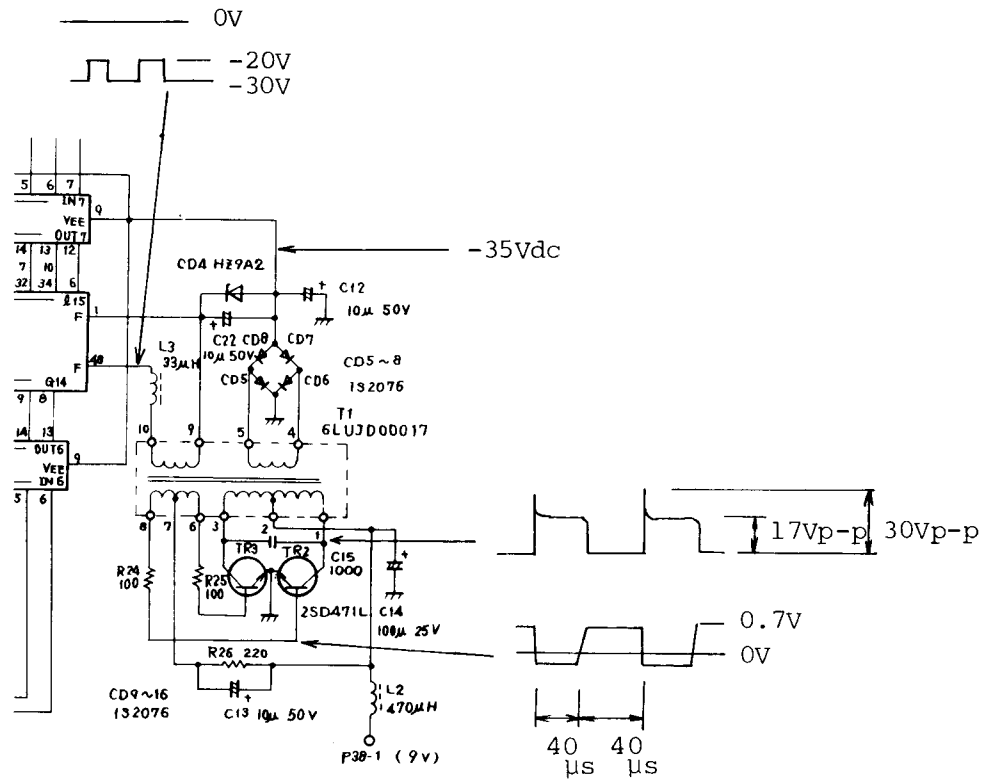 0V
-20V
-30V
5 6 7
IN7
VEE 9
OUT7
14 13 12
7 10
32 34 6
ℓ15
F 1
F 48
G14
9 8
14 13
OUT6
VEE 9
IN6
5 6
-35Vdc
CD4 HZ9A2
C12
10μ 50V
C22
10μ 50V
L3
33μH
CD8 CD7
CD5 CD6
CD5~8
1S2076
T1
6LUJD00017
10 9 5 4
8 7 6 3 2 1
R24
100
R25
100
TR3 TR2
C15
1000
2SD471L
C14
100μ 25V
R26 220
C13 10μ 50V
CD9~16
1S2076
L2
470μH
P38-1 (9V)
17Vp-p 30Vp-p
0.7V
0V
40 μs 40 μs